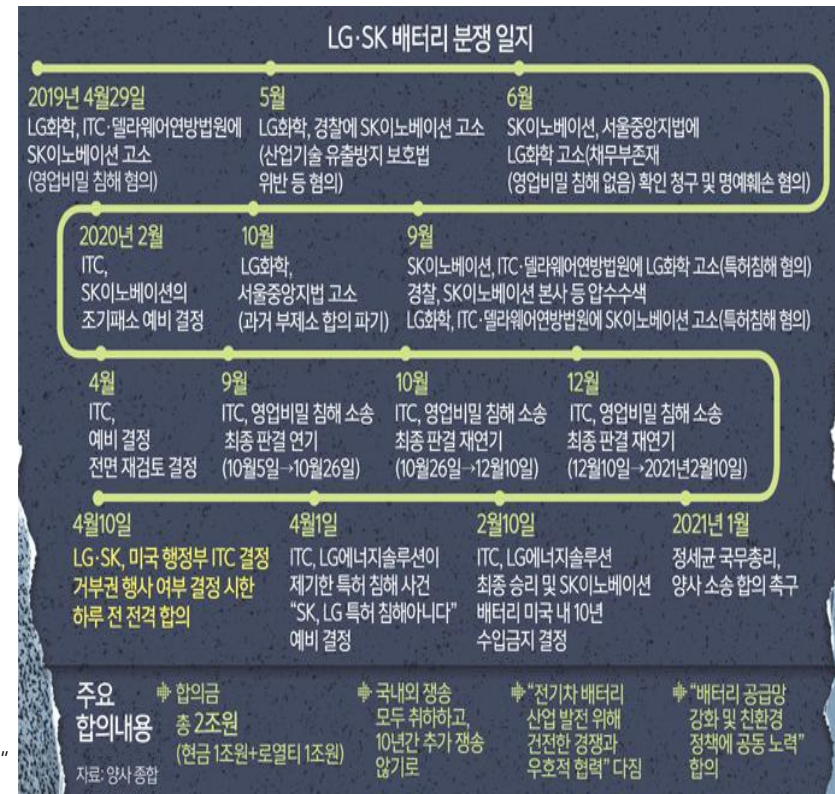 LG·SK 배터리 분쟁 일지
2019년 4월29일
LG화학, ITC·델라웨어연방법원에
SK이노베이션 고소
(영업비밀 침해 혐의)
5월
LG화학, 경찰에 SK이노베이션 고소
(산업기술 유출방지 보호법
위반 등 혐의)
6월
SK이노베이션, 서울중앙지법에
LG화학 고소(채무부존재
(영업비밀 침해 없음) 확인 청구 및 명예훼손 혐의)
9월
SK이노베이션, ITC·델라웨어연방법원에 LG화학 고소(특허침해 혐의)
경찰, SK이노베이션 본사 등 압수수색
LG화학, ITC·델라웨어연방법원에 SK이노베이션 고소(특허침해 혐의)
10월
LG화학,
서울중앙지법 고소
(과거 부제소 합의 파기)
2020년 2월
ITC,
SK이노베이션의
조기패소 예비 결정
4월
ITC,
예비 결정
전면 재검토 결정
9월
ITC, 영업비밀 침해 소송
최종 판결 연기
(10월5일→10월26일)
10월
ITC, 영업비밀 침해 소송
최종 판결 재연기
(10월26일→12월10일)
12월
ITC, 영업비밀 침해 소송
최종 판결 재연기
(12월10일→2021년2월10일)
2021년 1월
정세균 국무총리,
양사 소송 합의 촉구
2월10일
ITC, LG에너지솔루션
최종 승리 및 SK이노베이션
배터리 미국 내 10년
수입금지 결정
4월1일
ITC, LG에너지솔루션이
제기한 특허 침해 사건
“SK, LG 특허 침해아니다”
예비 결정
4월10일
LG·SK, 미국 행정부 ITC 결정
거부권 행사 여부 결정 시한
하루 전 전격 합의
주요
합의내용
합의금
총 2조원
(현금 1조원+로열티 1조원)
국내외 쟁송
모두 취하하고,
10년간 추가 쟁송
않기로
“전기차 배터리
산업 발전 위해
건전한 경쟁과
우호적 협력” 다짐
“배터리 공급망
강화 및 친환경
정책에 공동 노력”
합의
자료: 양사 종합
"